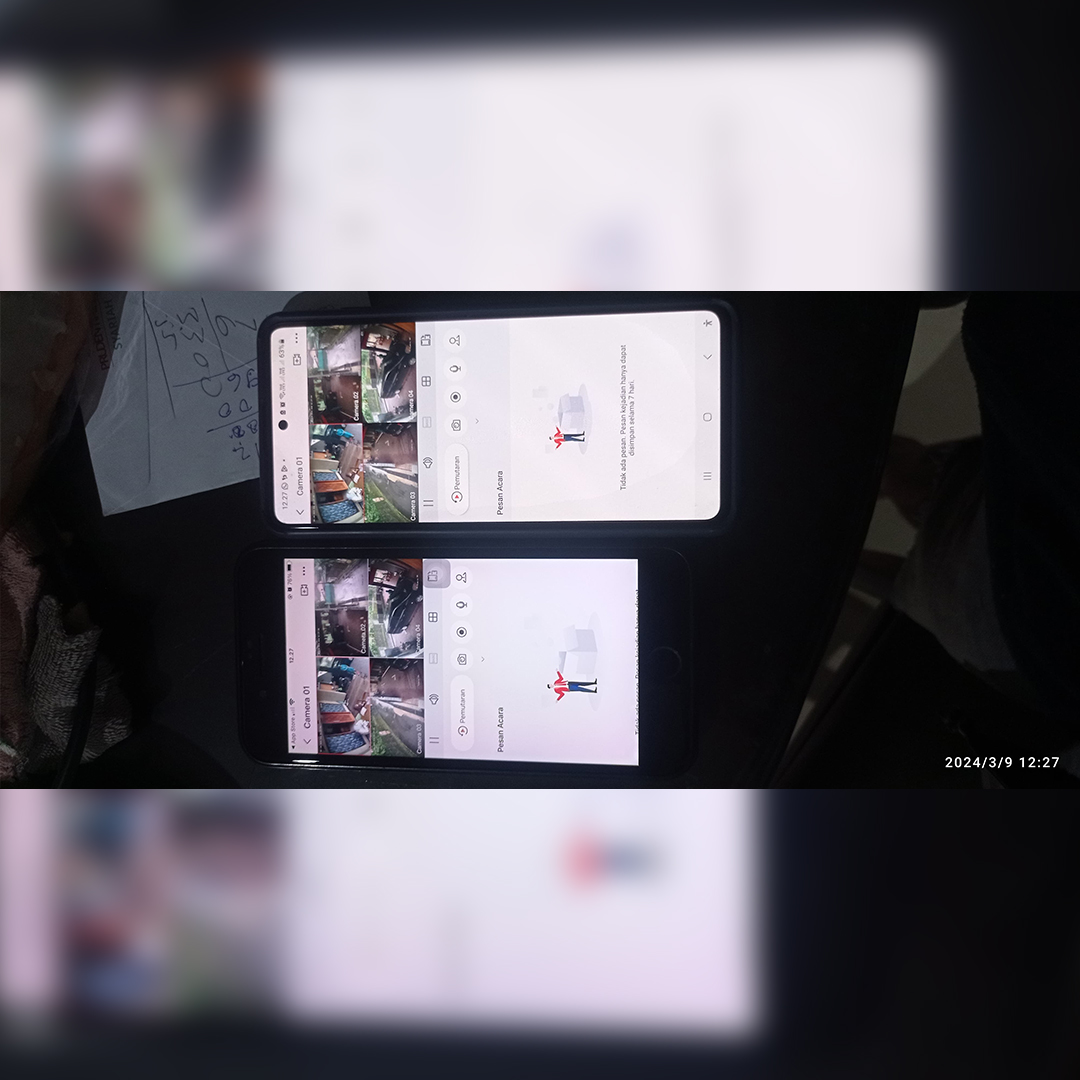 12.27
63%
Camera 01
Camera 02
Camera 04
Camera 03
Pemutaran
Pesan Acara
Tidak ada pesan. Pesan kejadian hanya dapat
disimpan selama 7 hari.
App Store
12.27
76%
Camera 01
Camera 02
Camera 04
Camera 03
Pemutaran
Pesan Acara
2024/3/9 12:27